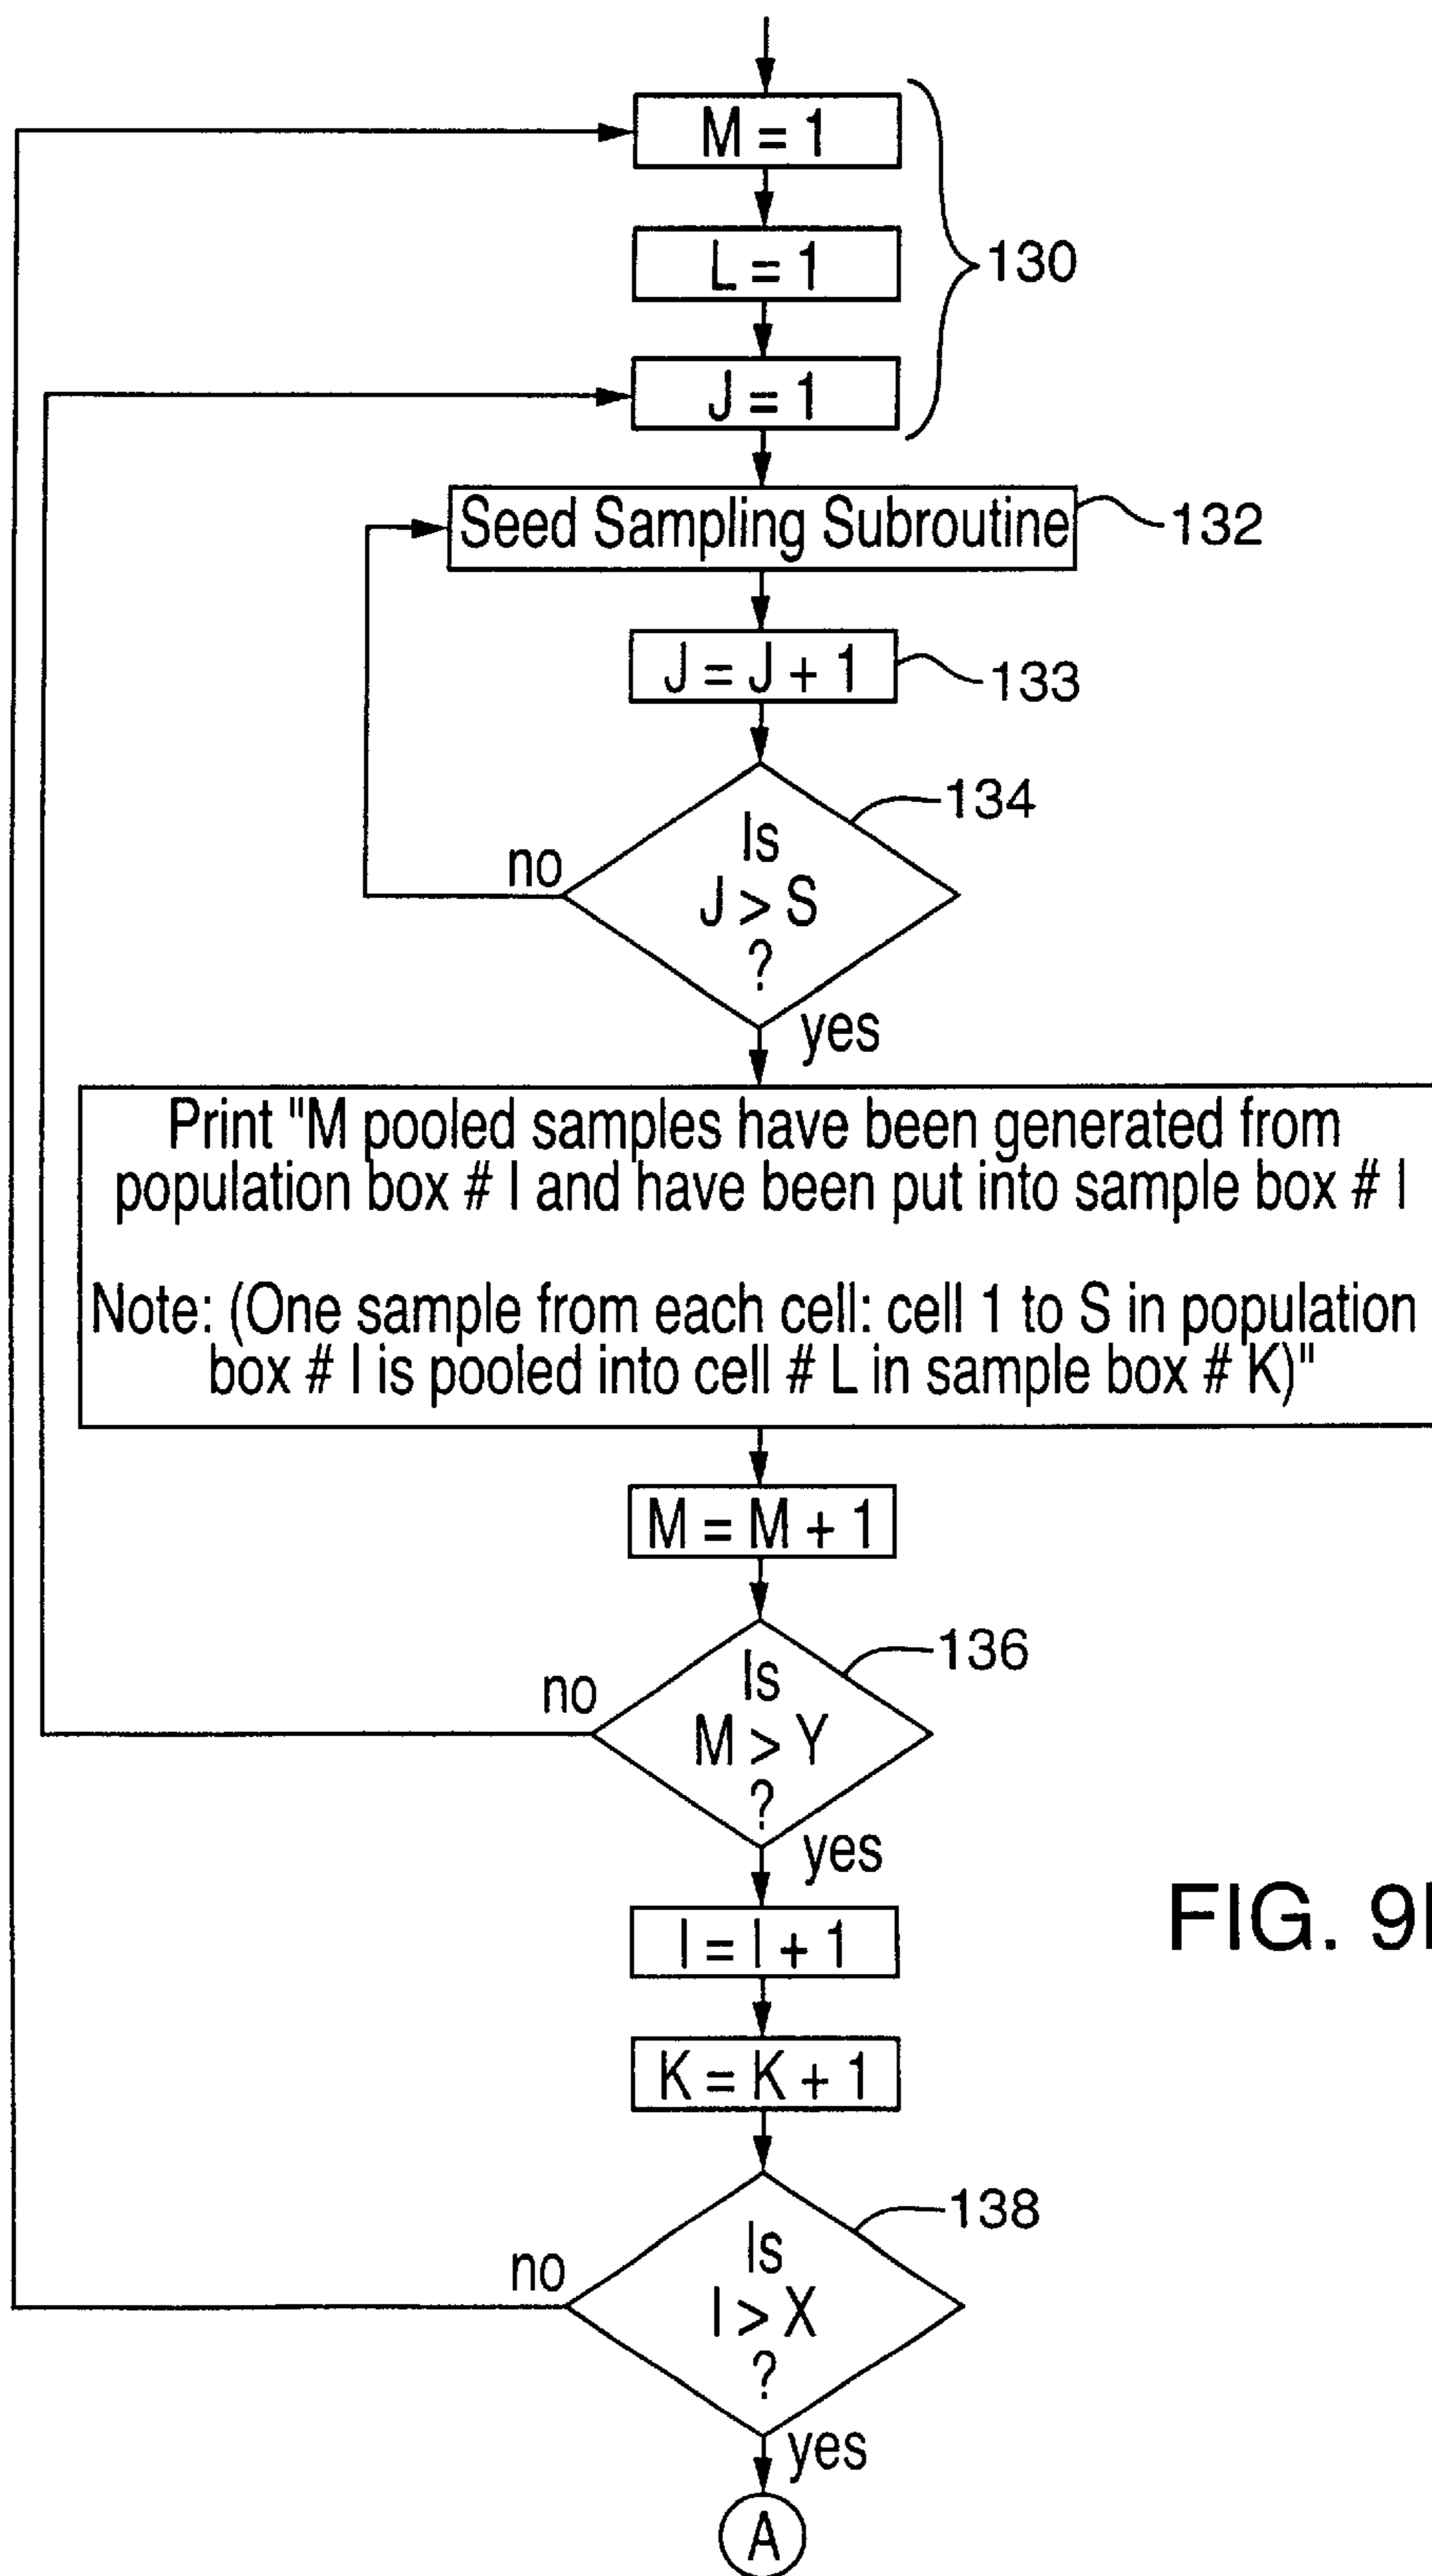 M = 1
L = 1
130
J = 1
Seed Sampling Subroutine
132
J = J + 1
133
134
Is
J > S
?
no
yes
Print "M pooled samples have been generated from
population box # I and have been put into sample box # I
Note: (One sample from each cell: cell 1 to S in population
box # I is pooled into cell # L in sample box # K)"
M = M + 1
136
Is
M > Y
?
no
yes
I = I + 1
FIG. 9
K = K + 1
138
Is
I > X
?
no
yes
A